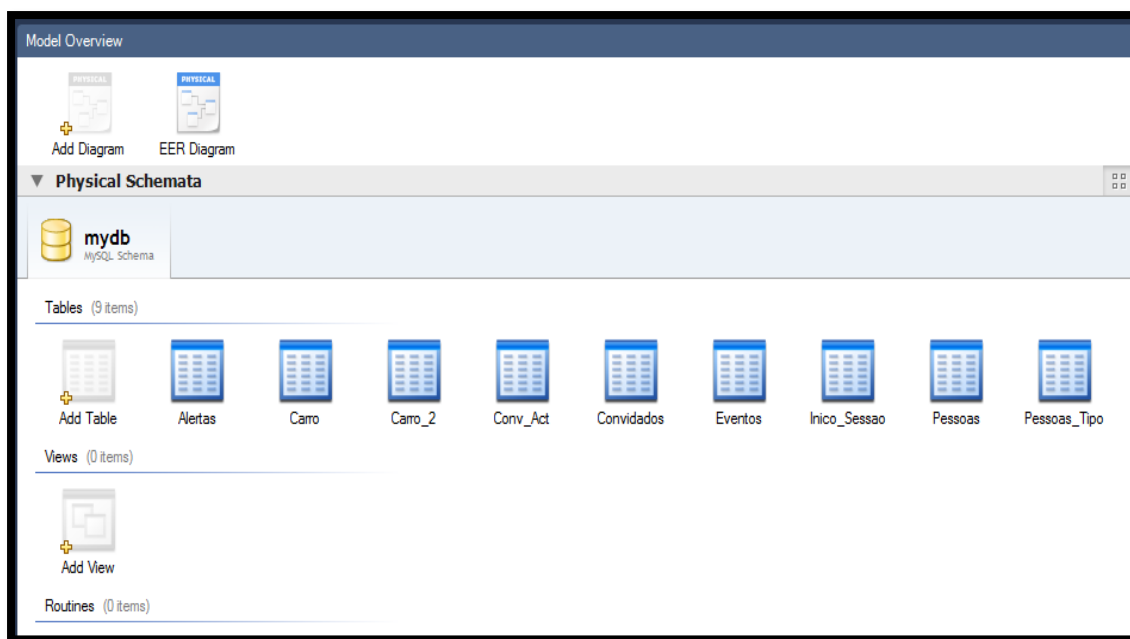 Model Overview
PHYSICAL PHYSICAL
Add Diagram EER Diagram
Physical Schemata
mydb
MySQL Schema
Tables (9 items)
Add Table Alertas Carro Carro_2 Conv_Act Convidados Eventos Inico_Sessao Pessoas Pessoas_Tipo
Views (0 items)
Add View
Routines (0 items)